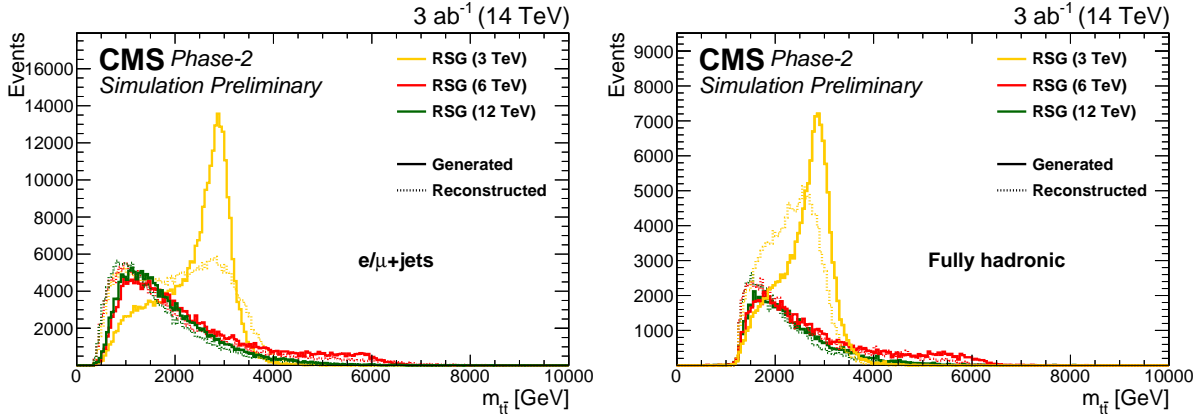 3 ab⁻¹ (14 TeV)
Events
16000
14000
12000
10000
8000
6000
4000
2000
CMS Phase-2
Simulation Preliminary
RSG (3 TeV)
RSG (6 TeV)
RSG (12 TeV)
Generated
Reconstructed
e/μ+jets
0 2000 4000 6000 8000 10000
m_tt̄ [GeV]
3 ab⁻¹ (14 TeV)
Events
9000
8000
7000
6000
5000
4000
3000
2000
1000
CMS Phase-2
Simulation Preliminary
RSG (3 TeV)
RSG (6 TeV)
RSG (12 TeV)
Generated
Reconstructed
Fully hadronic
0 2000 4000 6000 8000 10000
m_tt̄ [GeV]